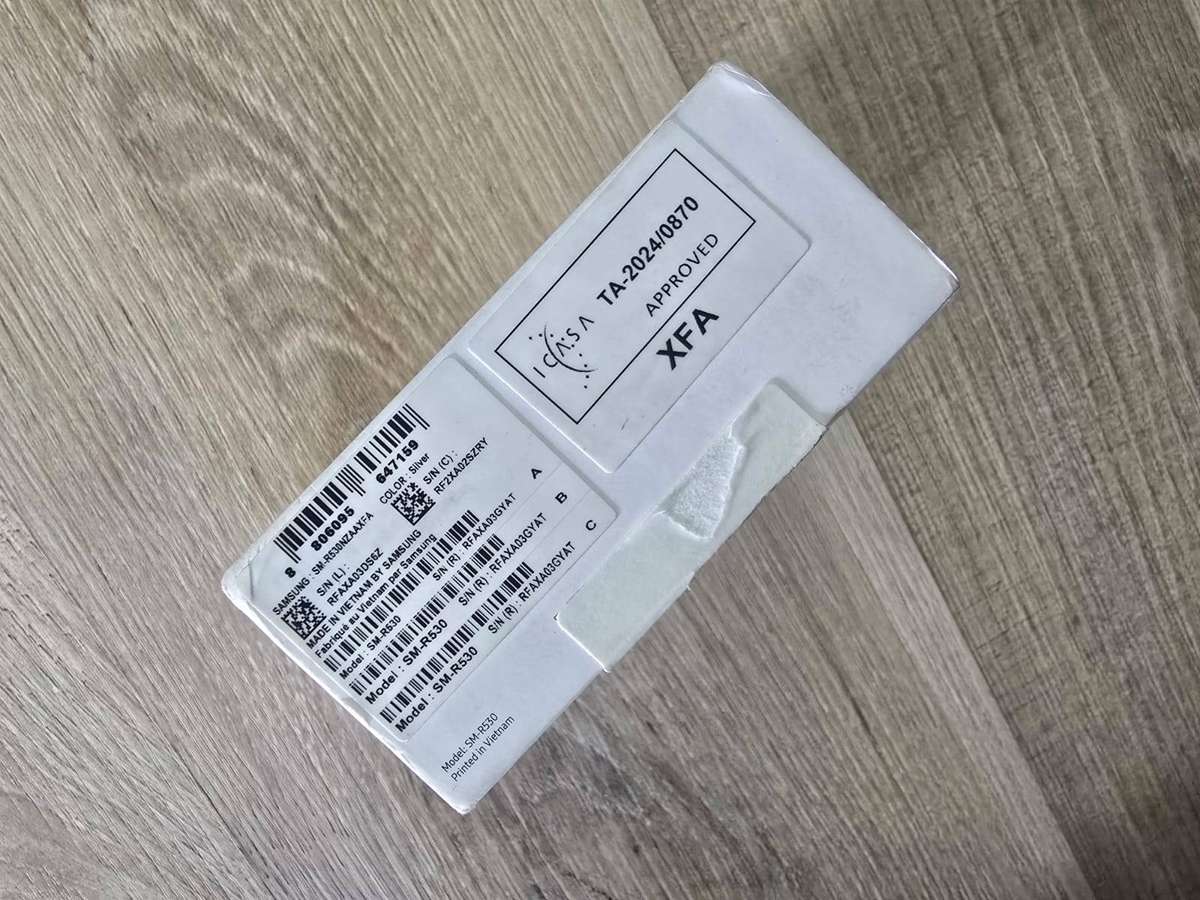 ICASA
TA-2024/0870
APPROVED
XFA
8 806095 647159
SAMSUNG : SM-R530NZAAXFA COLOR : Silver
S/N (L) :
RFAXA03DS6Z
S/N (C) :
RF2XA02SZRY
MADE IN VIETNAM BY SAMSUNG
Fabriqué au Vietnam par Samsung
Model : SM-R530 S/N (R) : RFAXA03GYAT A
Model : SM-R530 S/N (R) : RFAXA03GYAT B
Model : SM-R530 S/N (R) : RFAXA03GYAT C
Model: SM-R530
Printed in Vietnam